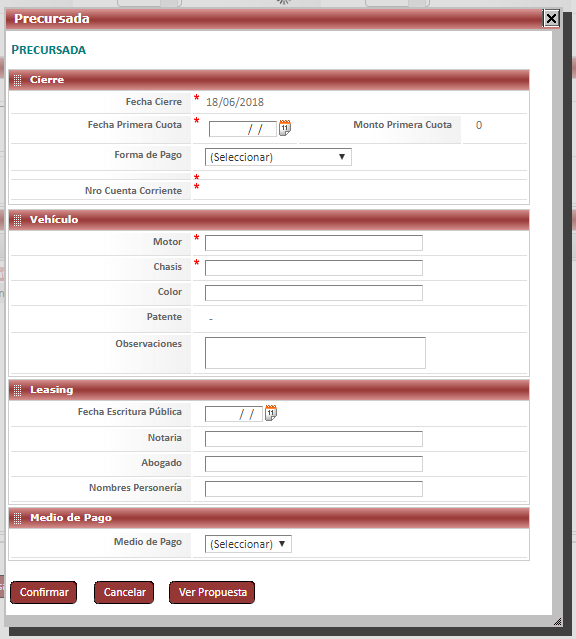 Precursada
PRECURSADA
Cierre
Fecha Cierre * 18/06/2018
Fecha Primera Cuota * / / Monto Primera Cuota 0
Forma de Pago (Seleccionar)
*
Nro Cuenta Corriente *
Vehículo
Motor *
Chasis *
Color
Patente -
Observaciones
Leasing
Fecha Escritura Pública / /
Notaria
Abogado
Nombres Personería
Medio de Pago
Medio de Pago (Seleccionar)
Confirmar Cancelar Ver Propuesta